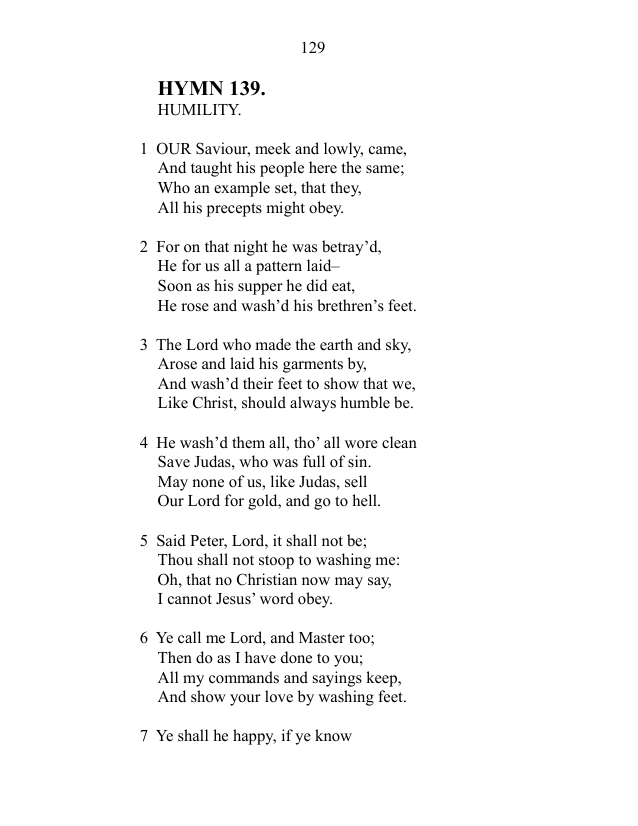 129
HYMN 139.
HUMILITY.
1 OUR Saviour, meek and lowly, came,
And taught his people here the same;
Who an example set, that they,
All his precepts might obey.
2 For on that night he was betray’d,
He for us all a pattern laid–
Soon as his supper he did eat,
He rose and wash’d his brethren’s feet.
3 The Lord who made the earth and sky,
Arose and laid his garments by,
And wash’d their feet to show that we,
Like Christ, should always humble be.
4 He wash’d them all, tho’ all wore clean
Save Judas, who was full of sin.
May none of us, like Judas, sell
Our Lord for gold, and go to hell.
5 Said Peter, Lord, it shall not be;
Thou shall not stoop to washing me:
Oh, that no Christian now may say,
I cannot Jesus’ word obey.
6 Ye call me Lord, and Master too;
Then do as I have done to you;
All my commands and sayings keep,
And show your love by washing feet.
7 Ye shall he happy, if ye know